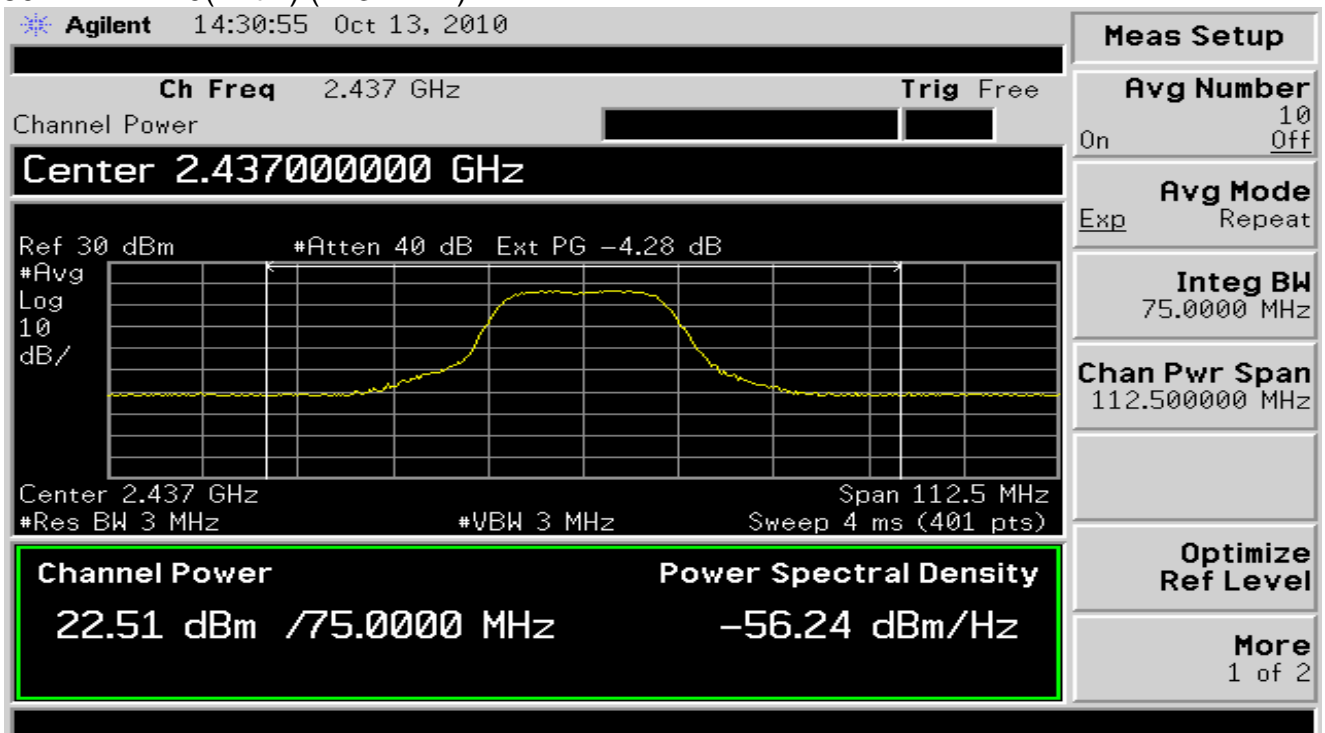 Agilent 14:30:55 Oct 13, 2010
Meas Setup
Ch Freq 2.437 GHz Trig Free
Channel Power
Avg Number
10
On Off
Center 2.437000000 GHz
Avg Mode
Exp Repeat
Ref 30 dBm #Atten 40 dB Ext PG –4.28 dB
#Avg
Log
10
dB/
Integ BW
75.0000 MHz
Chan Pwr Span
112.500000 MHz
Center 2.437 GHz Span 112.5 MHz
#Res BW 3 MHz #VBW 3 MHz Sweep 4 ms (401 pts)
Channel Power Power Spectral Density
22.51 dBm /75.0000 MHz –56.24 dBm/Hz
Optimize
Ref Level
More
1 of 2